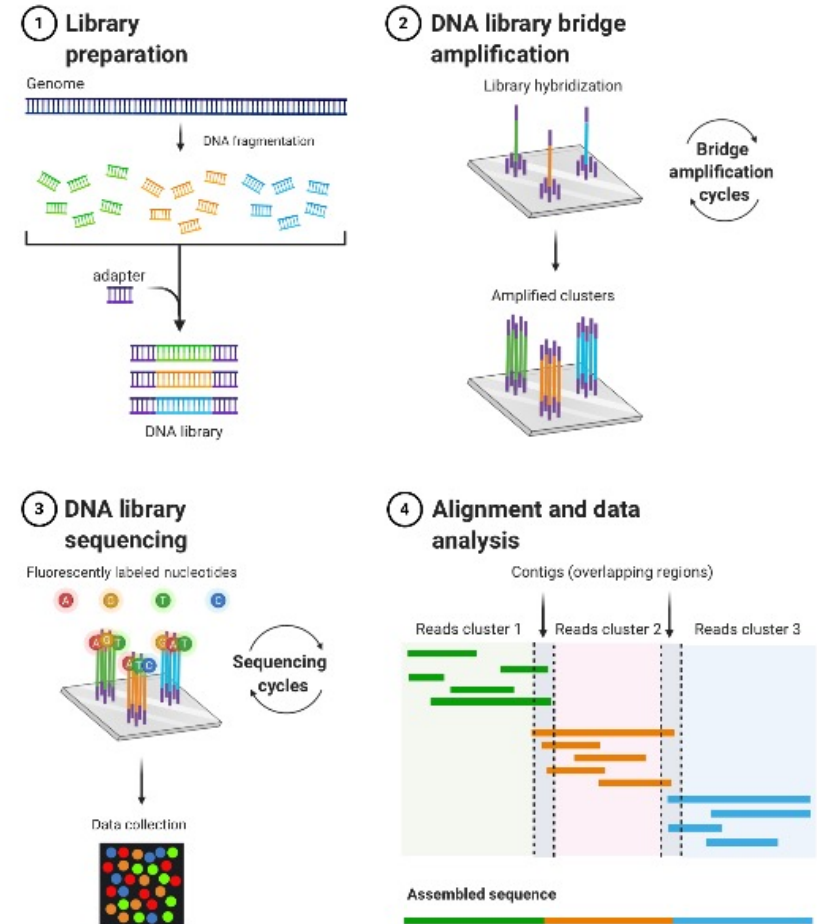 1 Library
preparation
Genome
DNA fragmentation
adapter
DNA library
2 DNA library bridge
amplification
Library hybridization
Bridge
amplification
cycles
Amplified clusters
3 DNA library
sequencing
Fluorescently labeled nucleotides
A G T C
A G T G A T
A T C
Sequencing
cycles
Data collection
4 Alignment and data
analysis
Contigs (overlapping regions)
Reads cluster 1 Reads cluster 2 Reads cluster 3
Assembled sequence